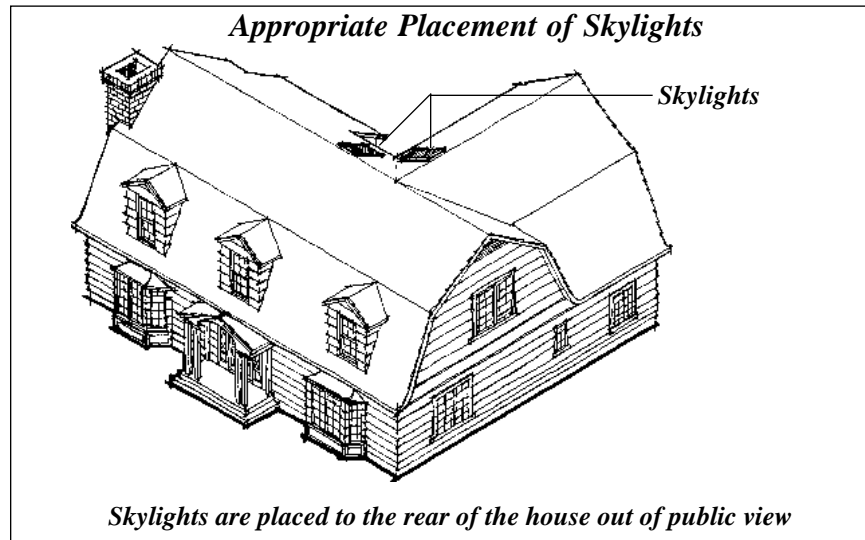 Appropriate Placement of Skylights
Skylights
Skylights are placed to the rear of the house out of public view